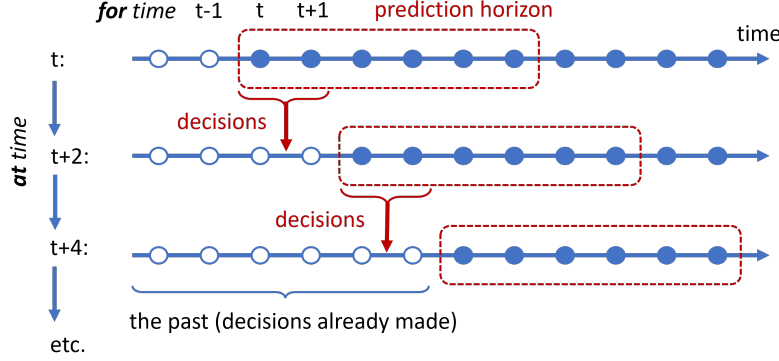 for time t-1 t t+1 prediction horizon
time
t:
decisions
at time
t+2:
decisions
t+4:
the past (decisions already made)
etc.